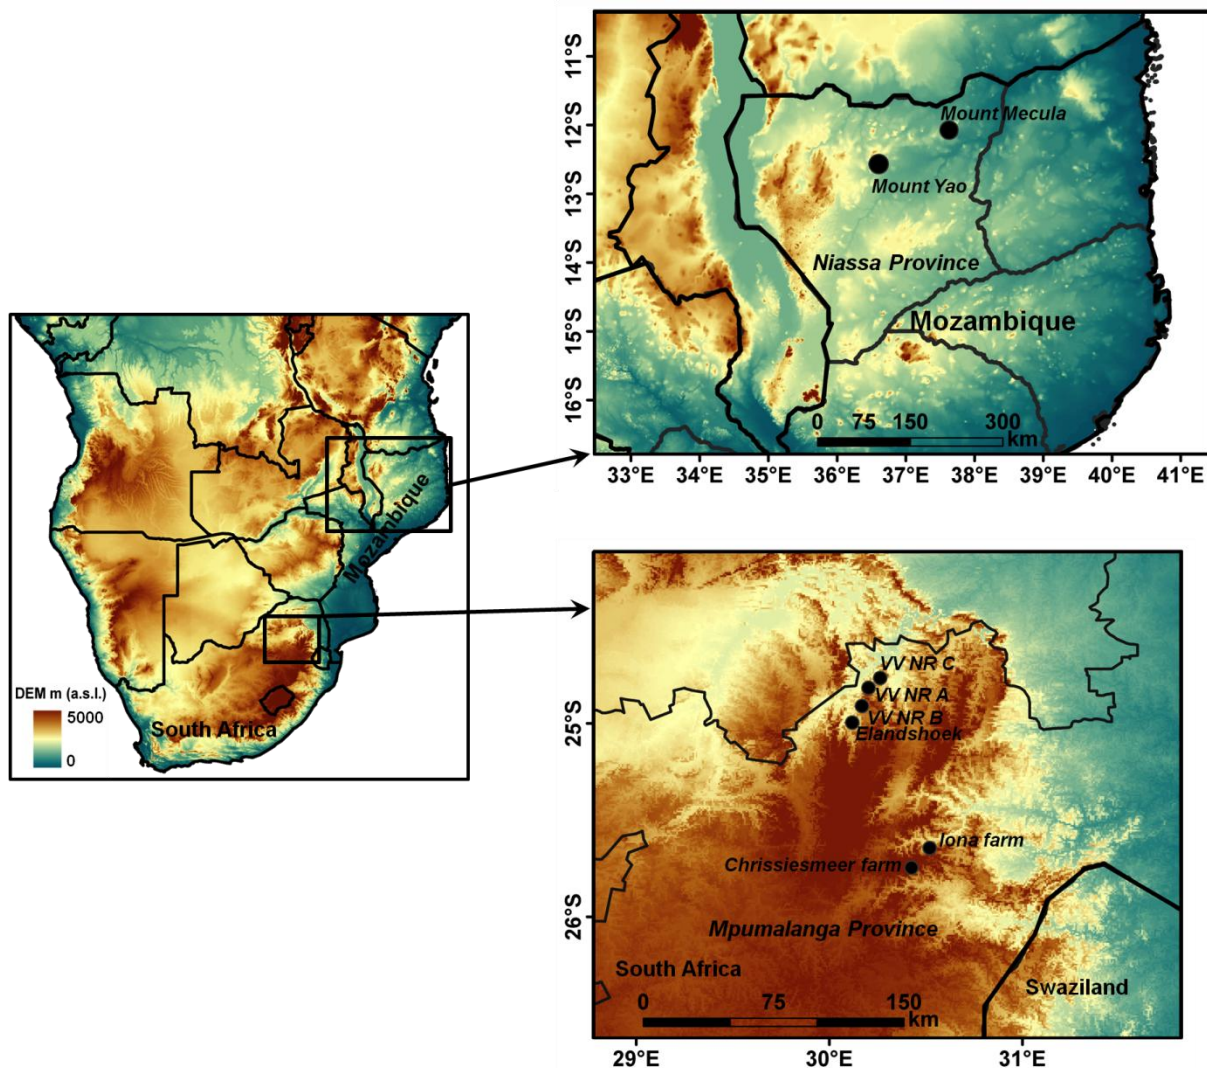 Mozambique
South Africa
DEM m (a.s.l.)
5000
0
11°S
12°S
13°S
14°S
15°S
16°S
Mount Mecula
Mount Yao
Niassa Province
Mozambique
0 75 150 300
km
33°E 34°E 35°E 36°E 37°E 38°E 39°E 40°E 41°E
VV NR C
VV NR A
VV NR B
Elandshoek
25°S
Iona farm
Chrissiesmeer farm
26°S
Mpumalanga Province
South Africa
Swaziland
0 75 150
km
29°E 30°E 31°E